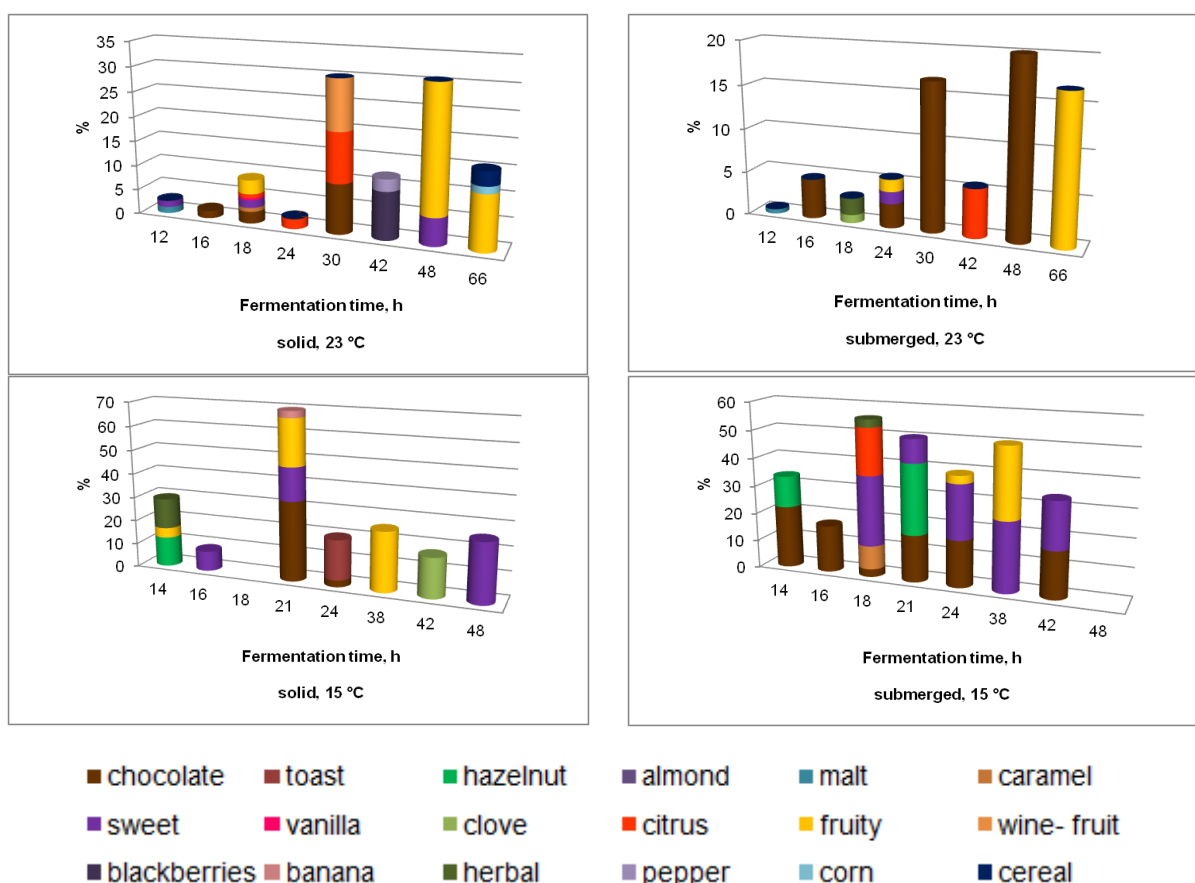 35
30
25
20
15
10
5
0
%
12 16 18 24 30 42 48 66
Fermentation time, h
solid, 23 °C
20
15
10
5
0
%
12 16 18 24 30 42 48 66
Fermentation time, h
submerged, 23 °C
70
60
50
40
30
20
10
0
%
14 16 18 21 24 38 42 48
Fermentation time, h
solid, 15 °C
60
50
40
30
20
10
0
%
14 16 18 21 24 38 42 48
Fermentation time, h
submerged, 15 °C
chocolate toast hazelnut almond malt caramel
sweet vanilla clove citrus fruity wine- fruit
blackberries banana herbal pepper corn cereal